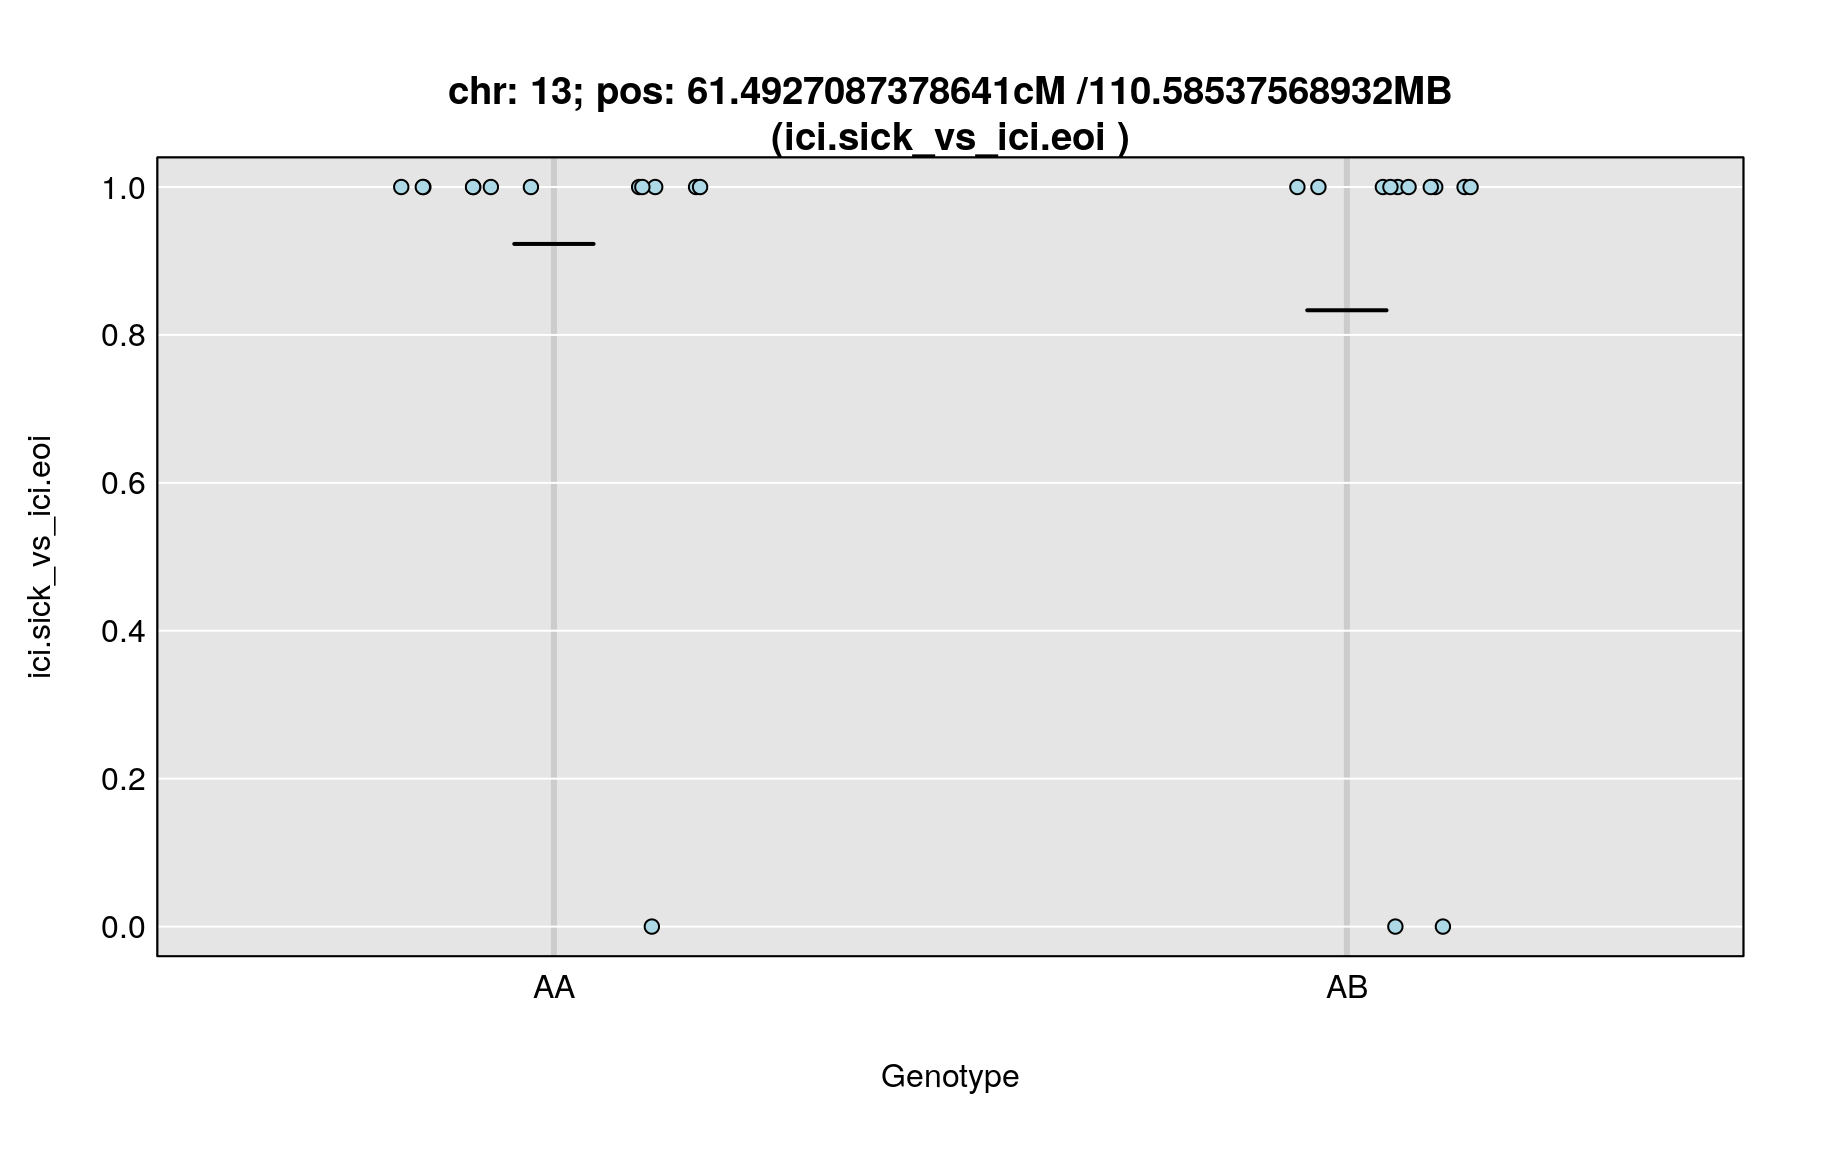 chr: 13; pos: 61.4927087378641cM /110.58537568932MB
(ici.sick_vs_ici.eoi )
1.0
0.8
0.6
0.4
0.2
0.0
ici.sick_vs_ici.eoi
AA AB
Genotype